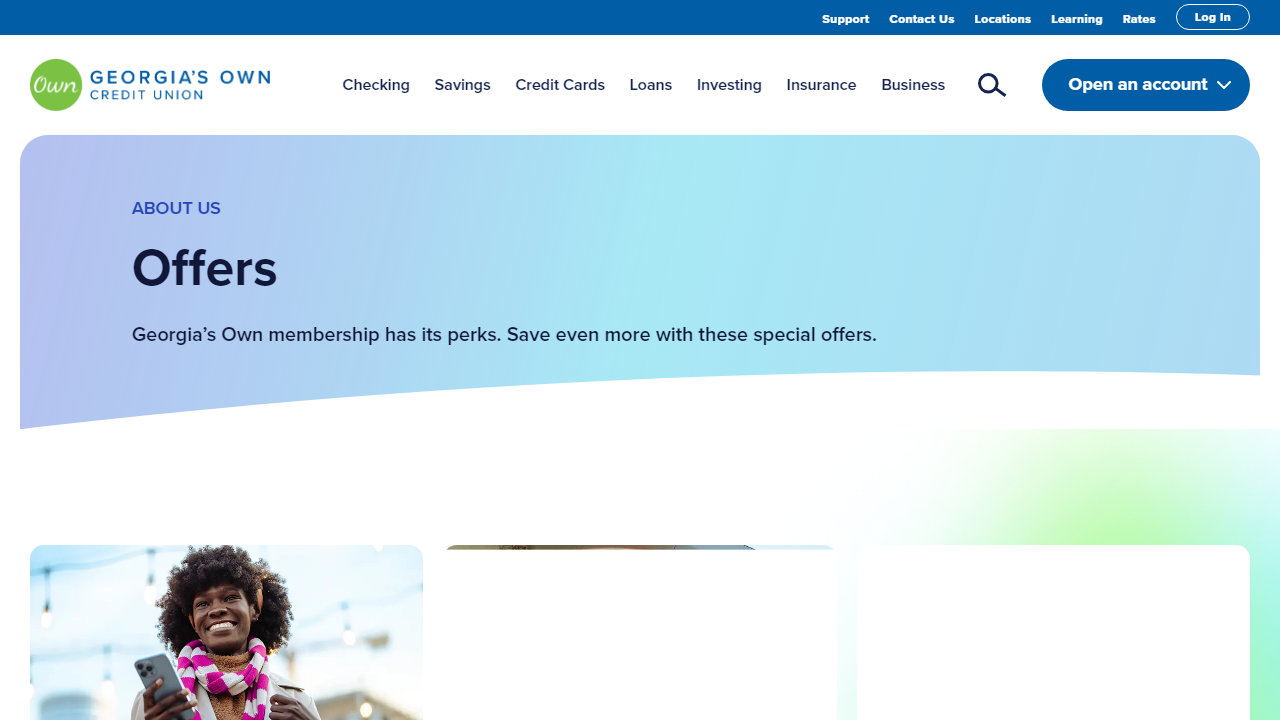 Support Contact Us Locations Learning Rates Log In
Own GEORGIA'S OWN
CREDIT UNION
Checking Savings Credit Cards Loans Investing Insurance Business Open an account
ABOUT US
Offers
Georgia’s Own membership has its perks. Save even more with these special offers.